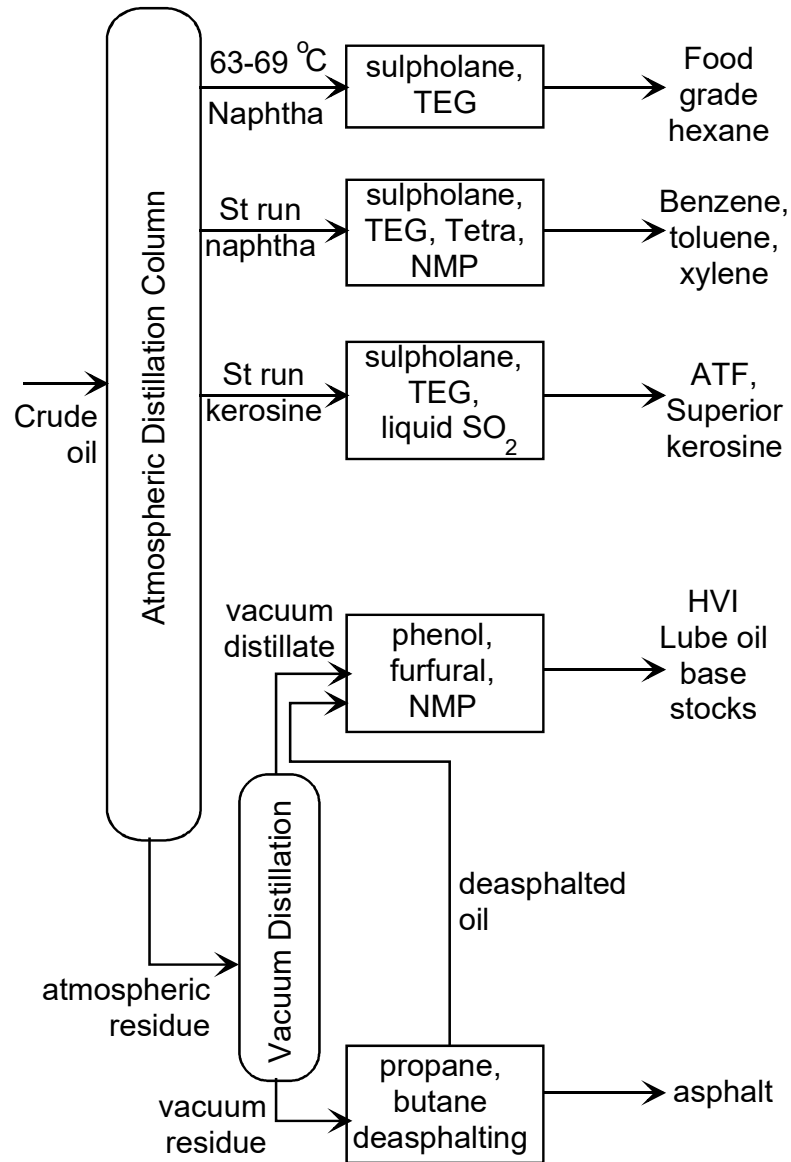 63-69 °C
Naphtha
sulpholane,
TEG
Food
grade
hexane
St run
naphtha
sulpholane,
TEG, Tetra,
NMP
Benzene,
toluene,
xylene
Atmospheric Distillation Column
Crude
oil
St run
kerosine
sulpholane,
TEG,
liquid SO2
ATF,
Superior
kerosine
vacuum
distillate
phenol,
furfural,
NMP
HVI
Lube oil
base
stocks
Vacuum Distillation
deasphalted
oil
atmospheric
residue
vacuum
residue
propane,
butane
deasphalting
asphalt